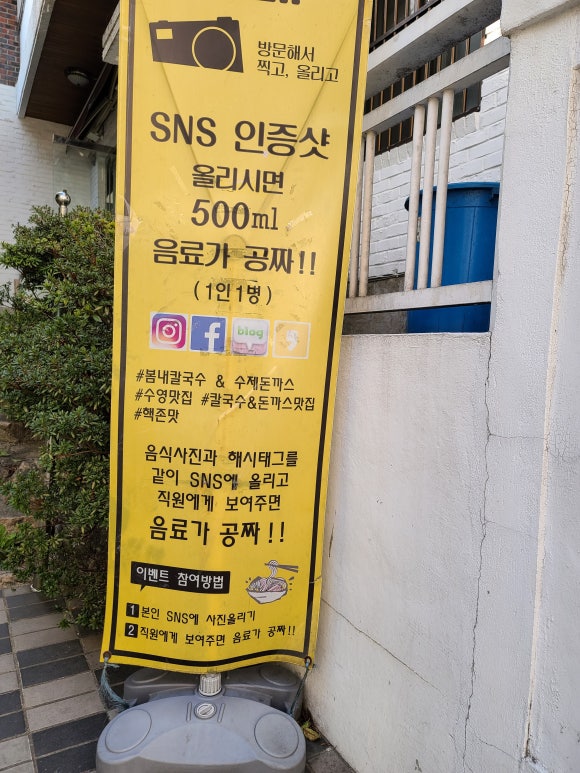 방문해서
찍고, 올리고
SNS 인증샷
올리시면
500ml
음료가 공짜!!
(1인1병)
blog
#봄내칼국수 & 수제돈까스
#수영맛집 #칼국수&돈까스맛집
#핵존맛
음식사진과 해시태그를
같이 SNS에 올리고
직원에게 보여주면
음료가 공짜!!
이벤트 참여방법
1 본인 SNS에 사진올리기
2 직원에게 보여주면 음료가 공짜!!